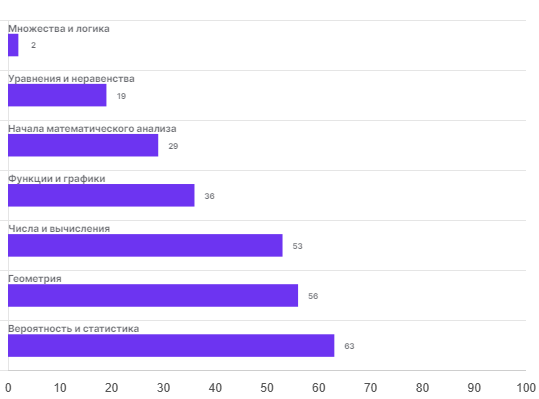 Множества и логика
2
Уравнения и неравенства
19
Начала математического анализа
29
Функции и графики
36
Числа и вычисления
53
Геометрия
56
Вероятность и статистика
63
0 10 20 30 40 50 60 70 80 90 100